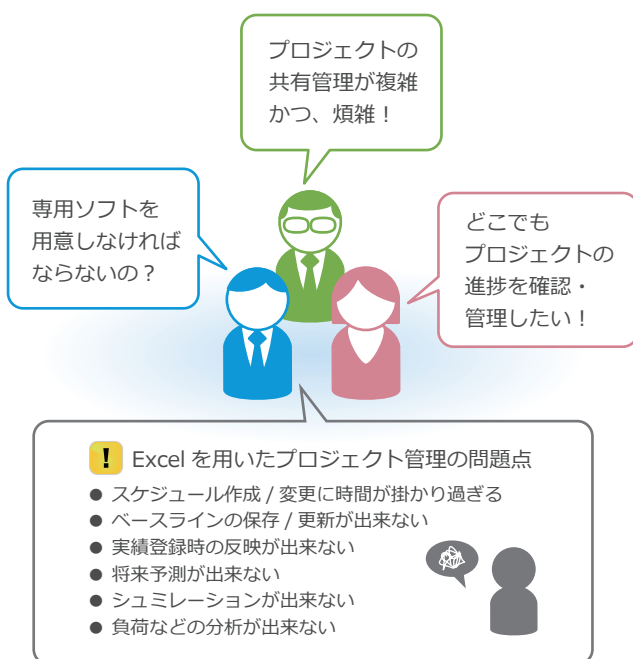 プロジェクトの
共有管理が複雑
かつ、煩雑！
専用ソフトを
用意しなければ
ならないの？
どこでも
プロジェクトの
進捗を確認・
管理したい！
! Excel を用いたプロジェクト管理の問題点
● スケジュール作成 / 変更に時間が掛かり過ぎる
● ベースラインの保存 / 更新が出来ない
● 実績登録時の反映が出来ない
● 将来予測が出来ない
● シュミレーションが出来ない
● 負荷などの分析が出来ない